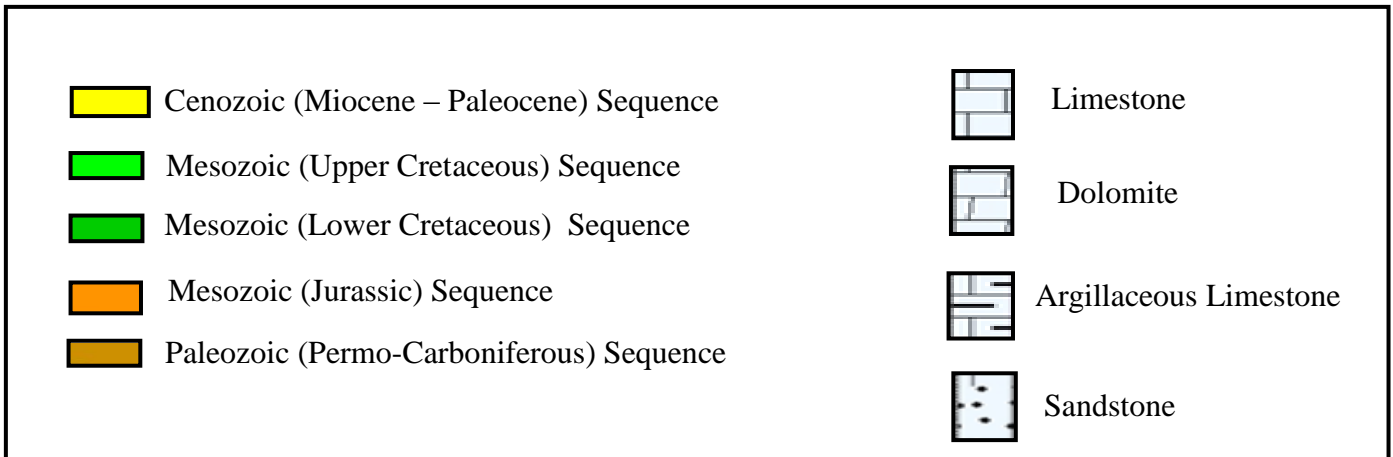 Cenozoic (Miocene – Paleocene) Sequence
Mesozoic (Upper Cretaceous) Sequence
Mesozoic (Lower Cretaceous) Sequence
Mesozoic (Jurassic) Sequence
Paleozoic (Permo-Carboniferous) Sequence
Limestone
Dolomite
Argillaceous Limestone
Sandstone